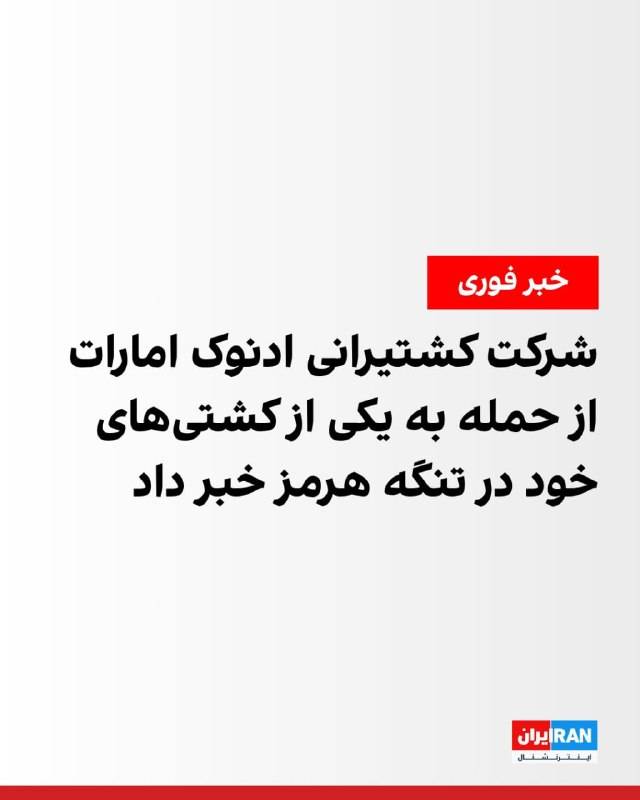 خبر فوری
شرکت کشتیرانی ادنوک امارات
از حمله به یکی از کشتی‌های
خود در تنگه هرمز خبر داد
ایران IRAN
اینترنشنال